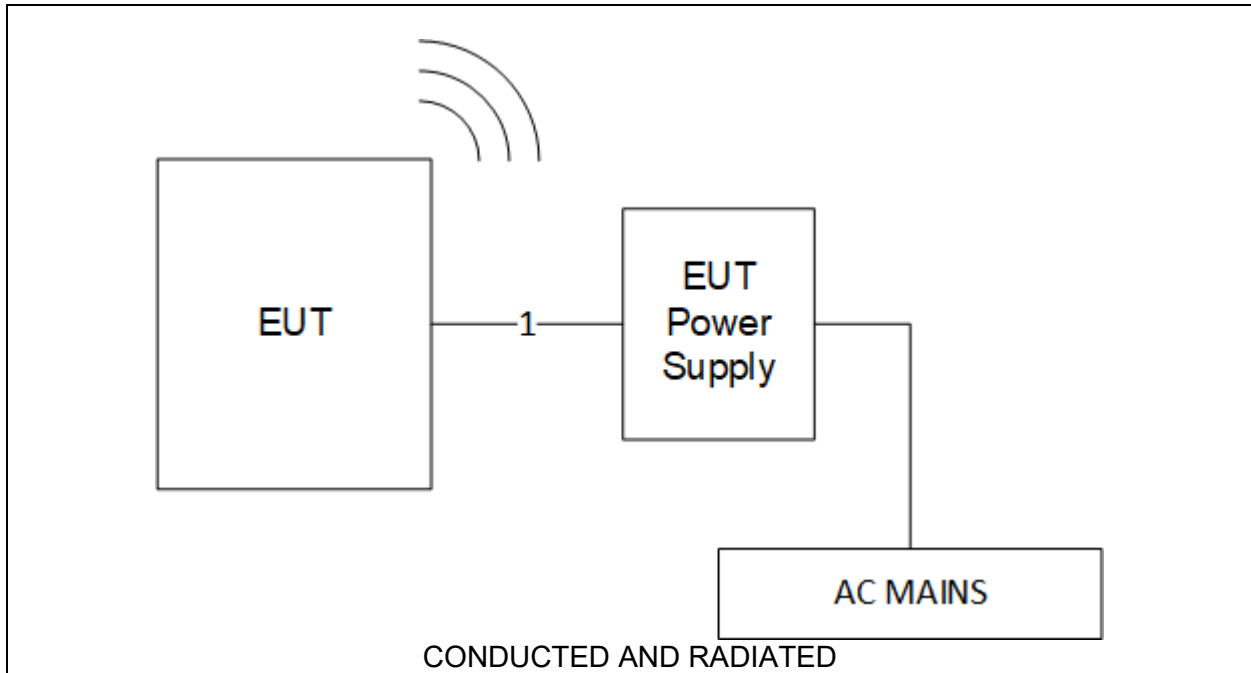 EUT
1
EUT
Power
Supply
AC MAINS
CONDUCTED AND RADIATED